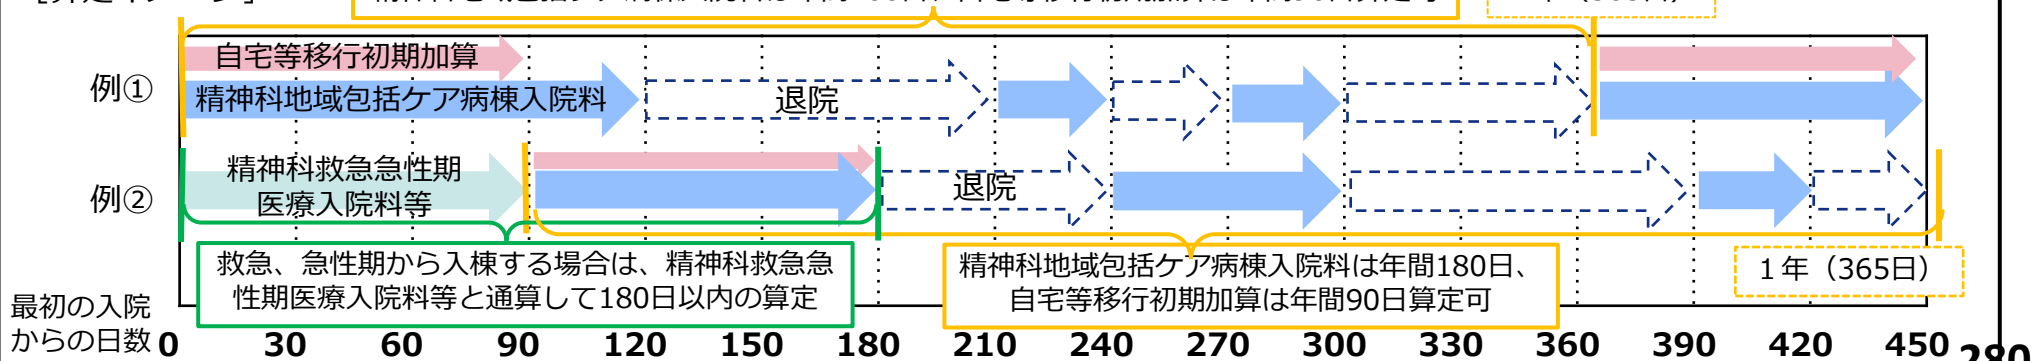 自宅等移行初期加算
例①
精神科地域包括ケア病棟入院料
退院
精神科救急急性期
医療入院料等
例②
退院
救急、急性期から入棟する場合は、精神科救急急
性期医療入院料等と通算して180日以内の算定
精神科地域包括ケア病棟入院料は年間180日、
自宅等移行初期加算は年間90日算定可
１年（365日）
最初の入院
からの日数
0 30 60 90 120 150 180 210 240 270 300 330 360 390 420 450